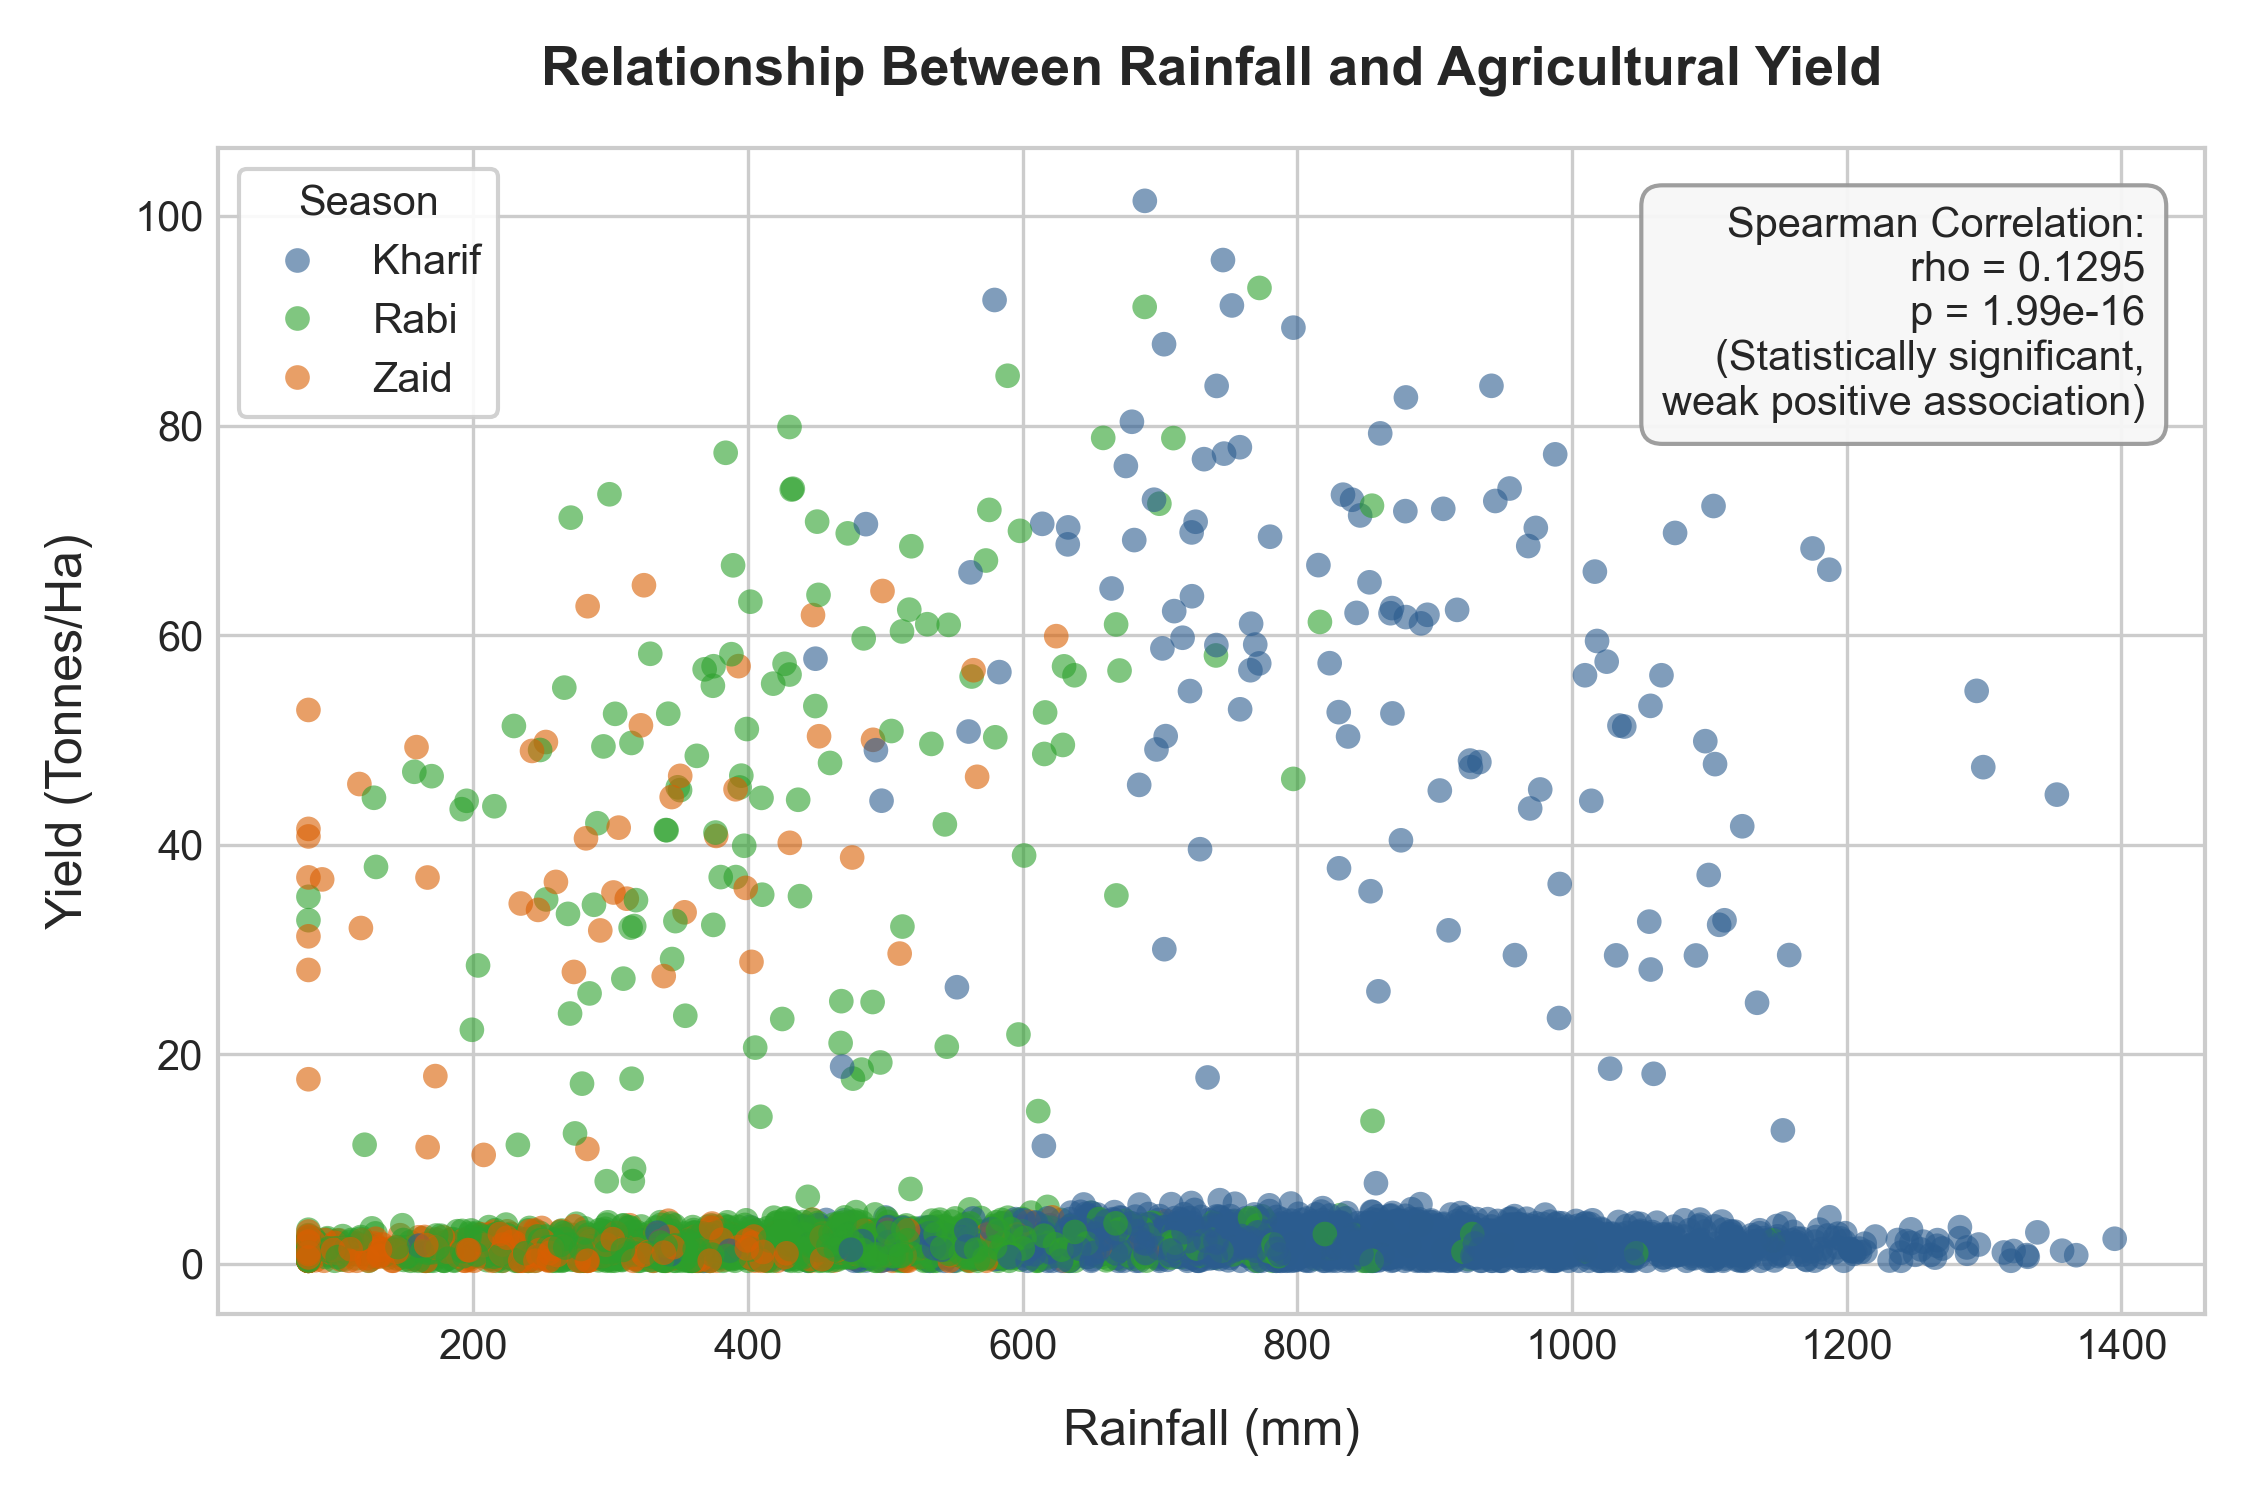 Relationship Between Rainfall and Agricultural Yield
Season
Kharif
Rabi
Zaid
Spearman Correlation:
rho = 0.1295
p = 1.99e-16
(Statistically significant,
weak positive association)
Yield (Tonnes/Ha)
100
80
60
40
20
0
200 400 600 800 1000 1200 1400
Rainfall (mm)